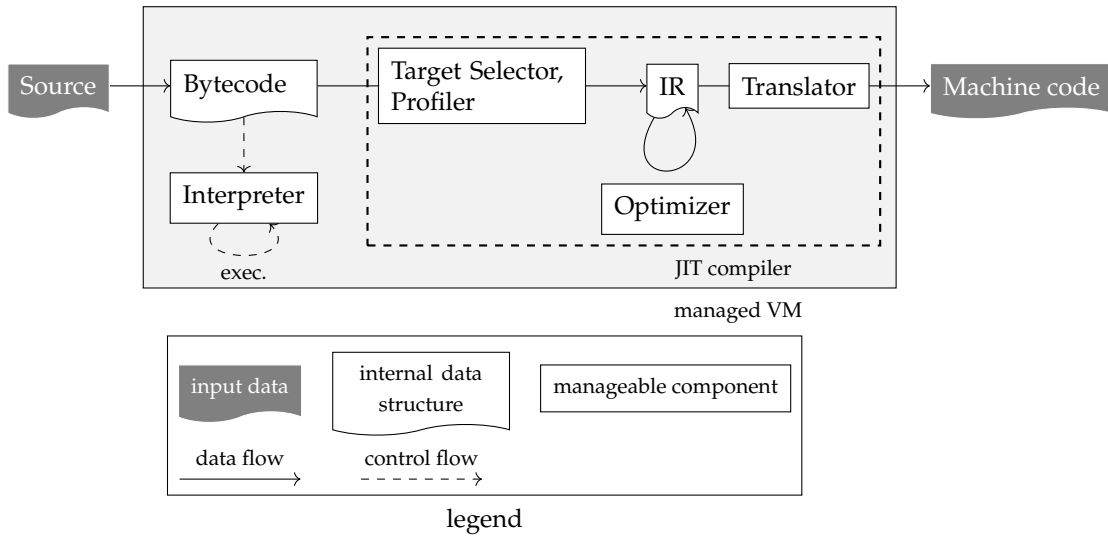 Source
Bytecode
Target Selector,
Profiler
IR
Translator
Machine code
Interpreter
Optimizer
exec.
JIT compiler
managed VM
input data
internal data
structure
manageable component
data flow
control flow
legend